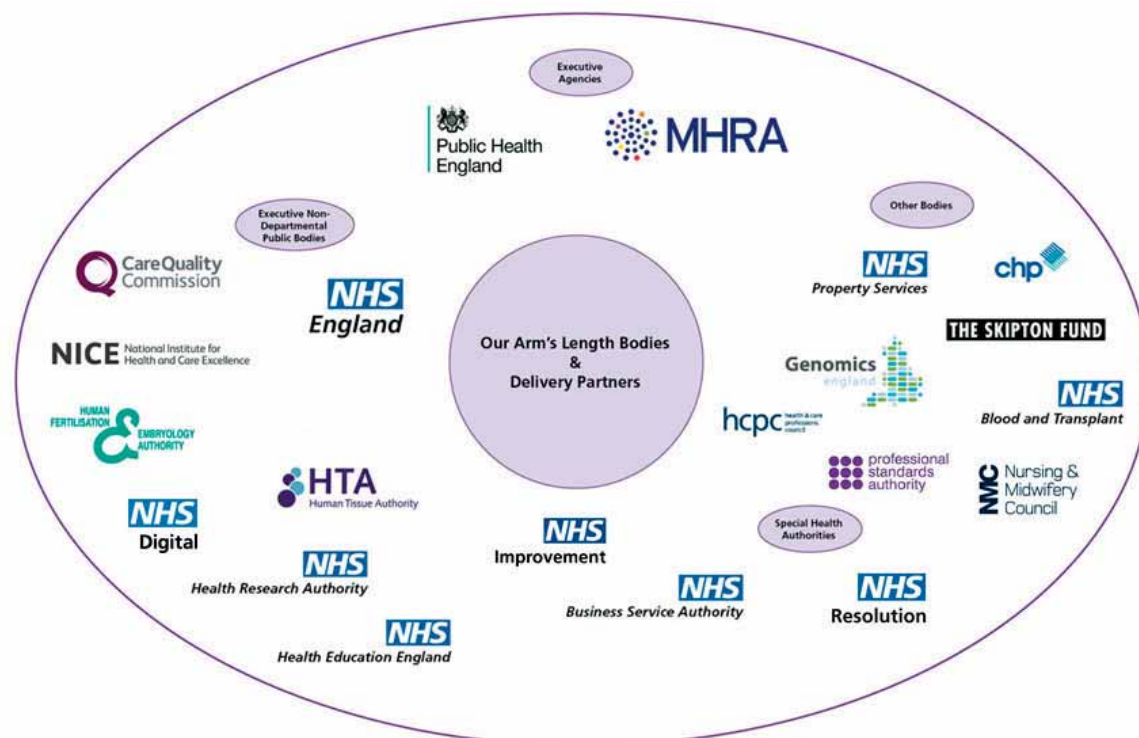 Executive
Agencies
Public Health
England
MHRA
Executive Non-
Departmental
Public Bodies
Other Bodies
CareQuality
Commission
NHS
England
NICE National Institute for
Health and Care Excellence
HUMAN
FERTILISATION
EMBRYOLOGY
AUTHORITY
HTA
Human Tissue Authority
NHS
Digital
NHS
Health Research Authority
NHS
Health Education England
Our Arm's Length Bodies
&
Delivery Partners
NHS
Property Services
chp
THE SKIPTON FUND
Genomics
england
NHS
Blood and Transplant
hcpc health & care
professions
council
professional
standards
authority
NMC Nursing &
Midwifery
Council
Special Health
Authorities
NHS
Improvement
NHS
Business Service Authority
NHS
Resolution